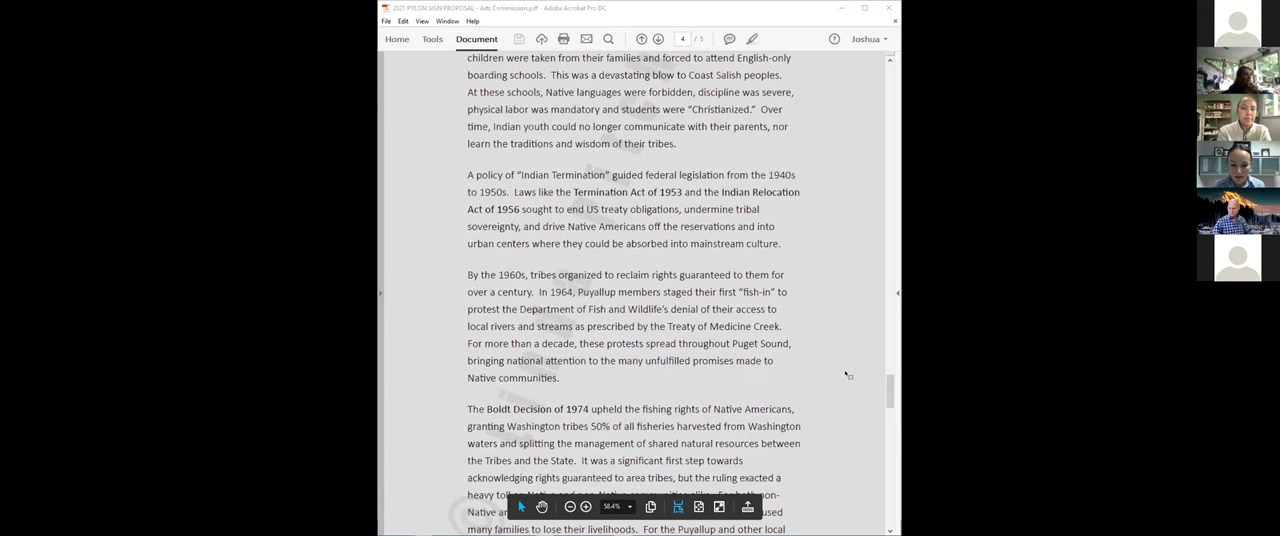 2021 PYLON SIGN PROPOSAL - Arts Commission.pdf - Adobe Acrobat Pro DC
File Edit View Window Help
Home Tools Document 4 / 5 Joshua
children were taken from their families and forced to attend English-only
boarding schools. This was a devastating blow to Coast Salish peoples.
At these schools, Native languages were forbidden, discipline was severe,
physical labor was mandatory and students were “Christianized.” Over
time, Indian youth could no longer communicate with their parents, nor
learn the traditions and wisdom of their tribes.
A policy of “Indian Termination” guided federal legislation from the 1940s
to 1950s. Laws like the Termination Act of 1953 and the Indian Relocation
Act of 1956 sought to end US treaty obligations, undermine tribal
sovereignty, and drive Native Americans off the reservations and into
urban centers where they could be absorbed into mainstream culture.
By the 1960s, tribes organized to reclaim rights guaranteed to them for
over a century. In 1964, Puyallup members staged their first “fish-in” to
protest the Department of Fish and Wildlife’s denial of their access to
local rivers and streams as prescribed by the Treaty of Medicine Creek.
For more than a decade, these protests spread throughout Puget Sound,
bringing national attention to the many unfulfilled promises made to
Native communities.
The Boldt Decision of 1974 upheld the fishing rights of Native Americans,
granting Washington tribes 50% of all fisheries harvested from Washington
waters and splitting the management of shared natural resources between
the Tribes and the State. It was a significant first step towards
acknowledging rights guaranteed to area tribes, but the ruling exacted a
heavy toll on Native and non-Native communities alike. For both non-
Native
58.4%
many families to lose their livelihoods. For the Puyallup and other local